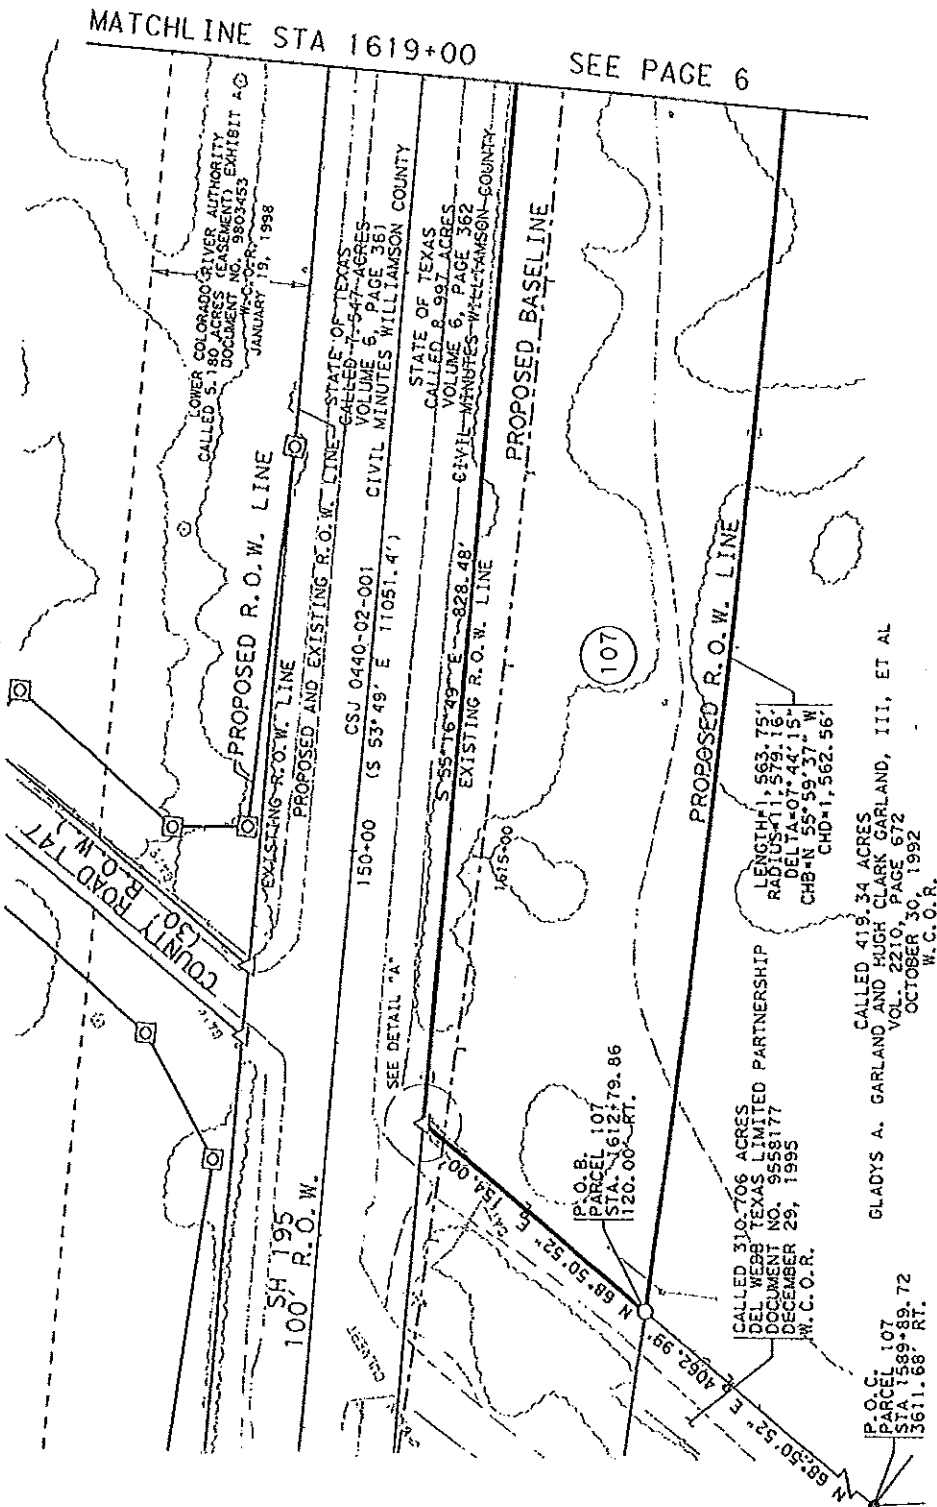 MATCHLINE STA 1619+00
SEE PAGE 6
LOWER COLORADO RIVER AUTHORITY
CALLED 5.180 ACRES (EASEMENT) EXHIBIT A
DOCUMENT NO. 9803453
W.C.O.R.
JANUARY 19, 1998
PROPOSED R.O.W. LINE
EXISTING R.O.W. LINE
PROPOSED AND EXISTING R.O.W. LINE
STATE OF TEXAS
CALLED 7.547 ACRES
VOLUME 6, PAGE 361
CIVIL MINUTES WILLIAMSON COUNTY
CSJ 0440-02-001
150+00
(S 53°49' E 11051.4')
STATE OF TEXAS
CALLED 8.997 ACRES
VOLUME 6, PAGE 362
CIVIL MINUTES WILLIAMSON COUNTY
S 55°16'49" E 828.48'
EXISTING R.O.W. LINE
PROPOSED BASELINE
1615+00
107
PROPOSED R.O.W. LINE
COUNTY ROAD 147
(30' R.O.W.)
SH 195
100' R.O.W.
SEE DETAIL "A"
CULVERT
N 68°50'52" E
154.00'
P.O.B.
PARCEL 107
STA. 1612+79.86
120.00' RT.
LENGTH=1,563.75'
RADIUS=11,579.16'
DELTA=07°44'15"
CHB=N 55°59'37" W
CHD=1,562.56'
CALLED 310.706 ACRES
DEL WEBB TEXAS LIMITED PARTNERSHIP
DOCUMENT NO. 9558177
DECEMBER 29, 1995
W.C.O.R.
N 68°50'52" E 4062.99'
CALLED 419.34 ACRES
GLADYS A. GARLAND AND HUGH CLARK GARLAND, III, ET AL
VOL. 2210, PAGE 672
OCTOBER 30, 1992
W.C.O.R.
P.O.C.
PARCEL 107
STA 1589+89.72
3611.68' RT.